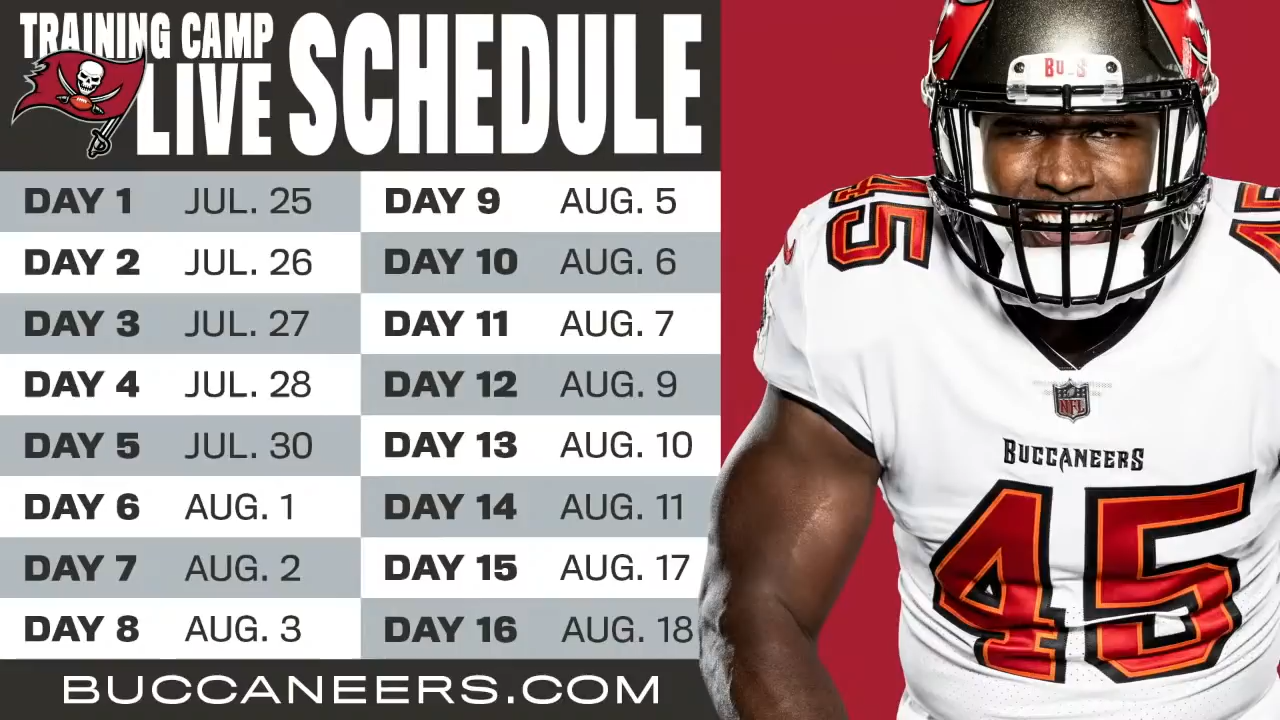 TRAINING CAMP
LIVE
SCHEDULE
DAY 1 JUL. 25
DAY 2 JUL. 26
DAY 3 JUL. 27
DAY 4 JUL. 28
DAY 5 JUL. 30
DAY 6 AUG. 1
DAY 7 AUG. 2
DAY 8 AUG. 3
DAY 9 AUG. 5
DAY 10 AUG. 6
DAY 11 AUG. 7
DAY 12 AUG. 9
DAY 13 AUG. 10
DAY 14 AUG. 11
DAY 15 AUG. 17
DAY 16 AUG. 18
BUCCANEERS.COM
45
NFL
BUCCANEERS
45